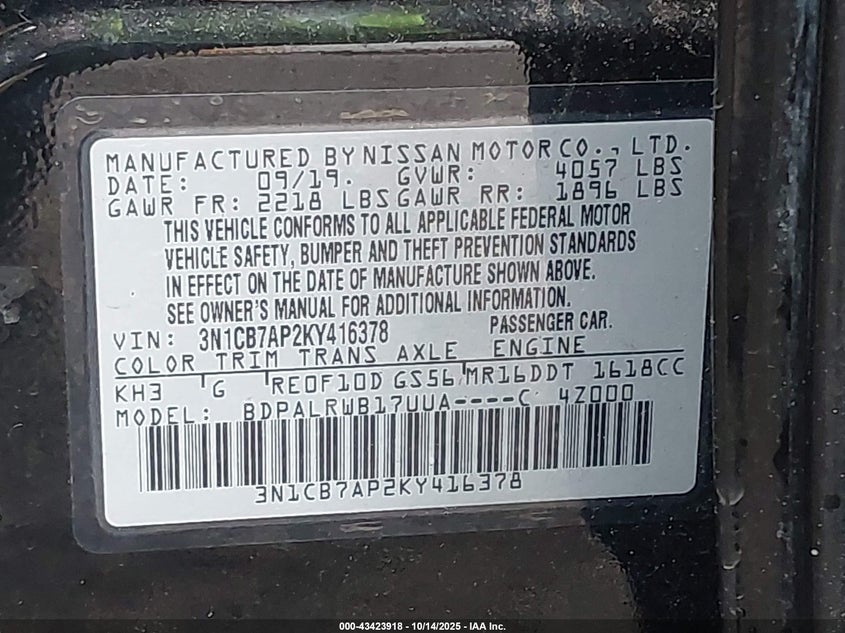 MANUFACTURED BY NISSAN MOTOR CO., LTD.
DATE: 09/19. GVWR: 4057 LBS
GAWR FR: 2218 LBS GAWR RR: 1896 LBS
THIS VEHICLE CONFORMS TO ALL APPLICABLE FEDERAL MOTOR
VEHICLE SAFETY, BUMPER AND THEFT PREVENTION STANDARDS
IN EFFECT ON THE DATE OF MANUFACTURE SHOWN ABOVE.
SEE OWNER'S MANUAL FOR ADDITIONAL INFORMATION.
VIN: 3N1CB7AP2KY416378 PASSENGER CAR.
COLOR TRIM TRANS AXLE ENGINE
KH3 G RE0F10D GS56 MR16DDT 1618CC
MODEL: BDPALRWB17UUA----C 4Z000
3N1CB7AP2KY416378
000-43423918 - 10/14/2025 - IAA Inc.